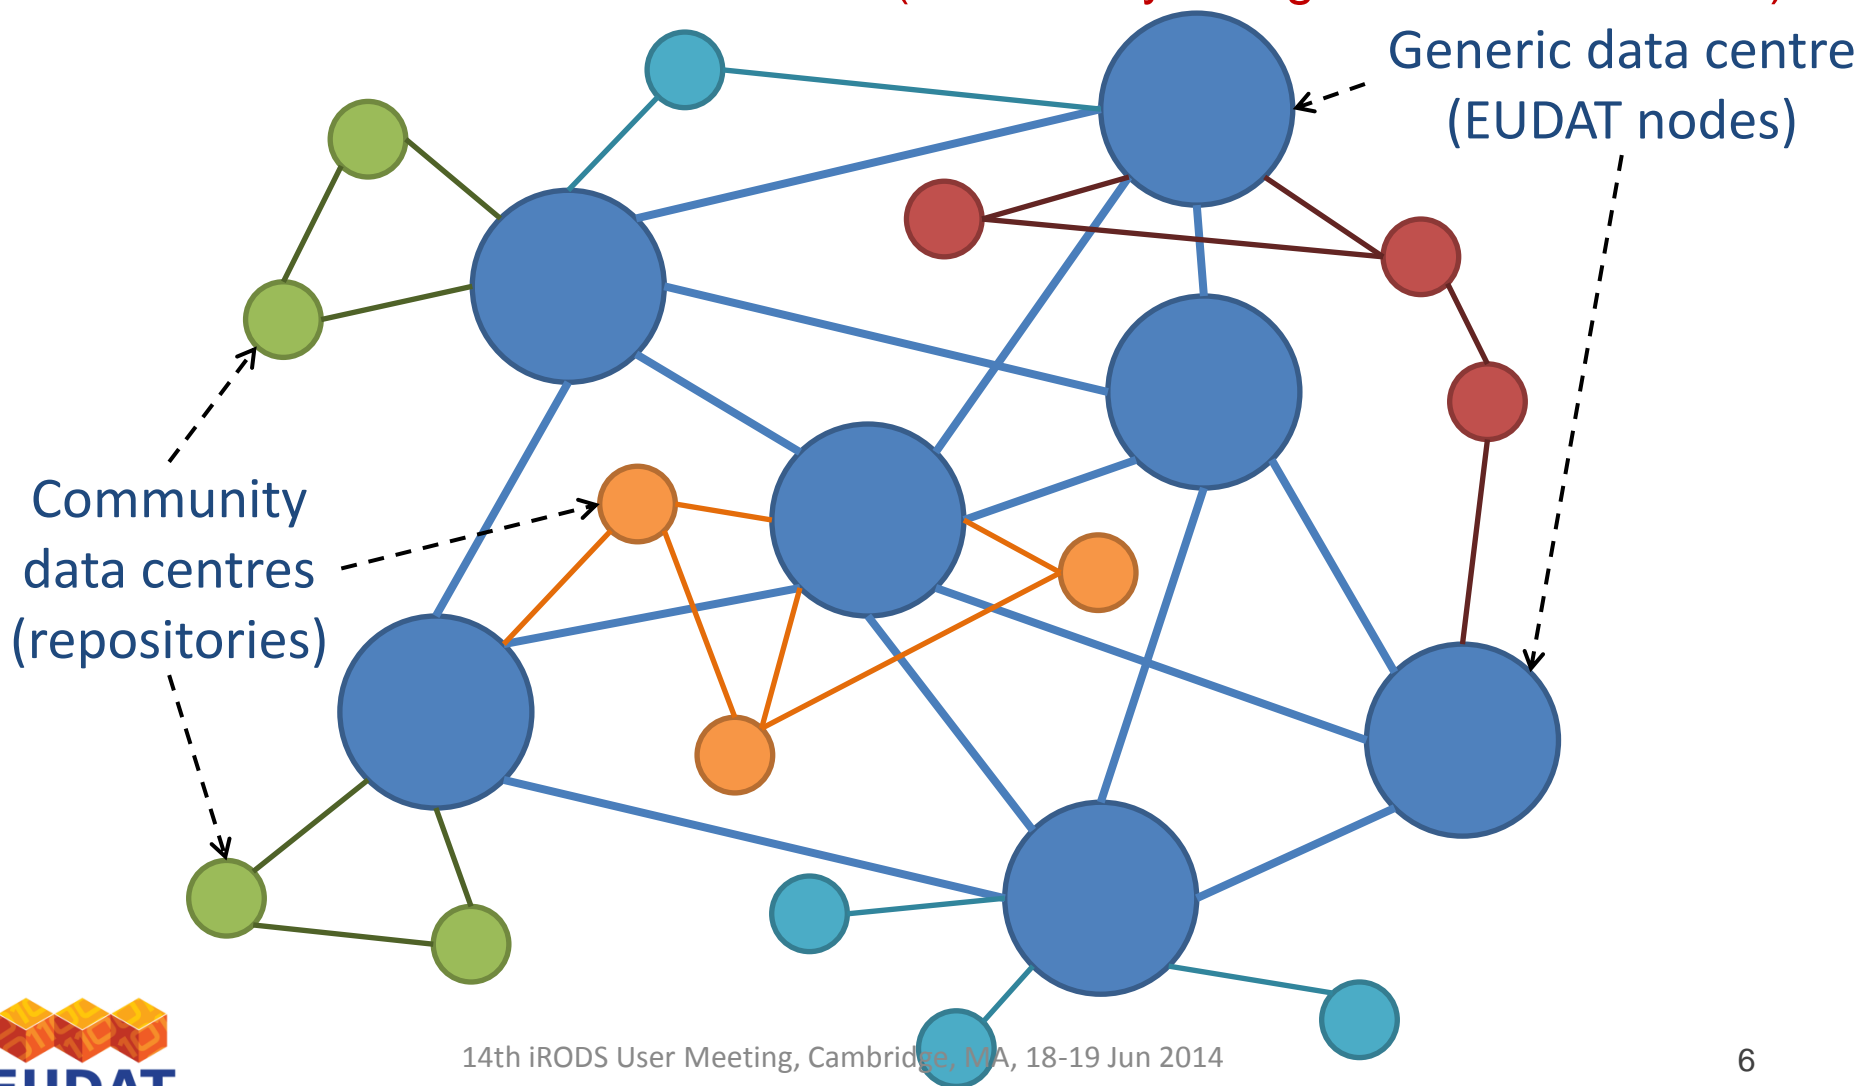 Generic data centre
(EUDAT nodes)
Community
data centres
(repositories)
14th iRODS User Meeting, Cambridge, MA, 18-19 Jun 2014
6
EUDAT